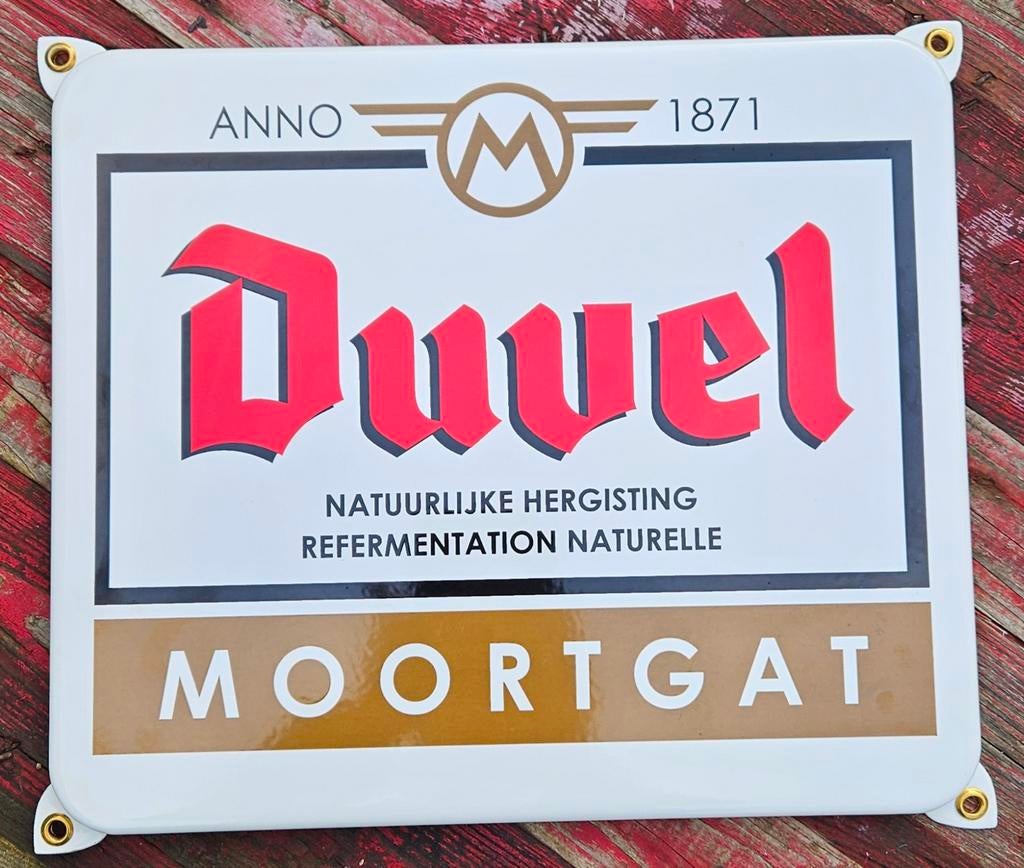 ANNO M 1871
Duvel
NATUURLIJKE HERGISTING
REFERMENTATION NATURELLE
MOORTGAT